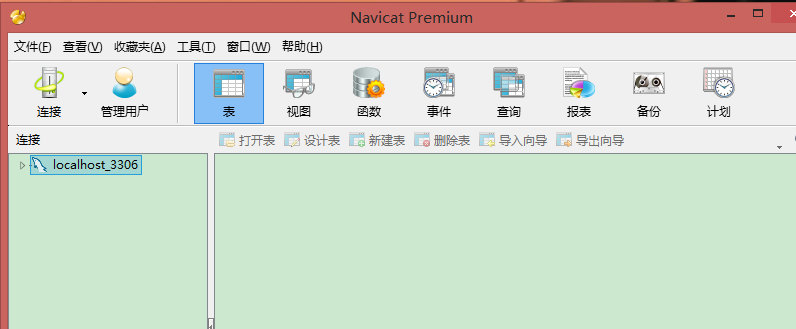 Navicat Premium
文件(F) 查看(V) 收藏夹(A) 工具(T) 窗口(W) 帮助(H)
连接 管理用户 表 视图 函数 事件 查询 报表 备份 计划
连接 打开表 设计表 新建表 删除表 导入向导 导出向导
localhost_3306